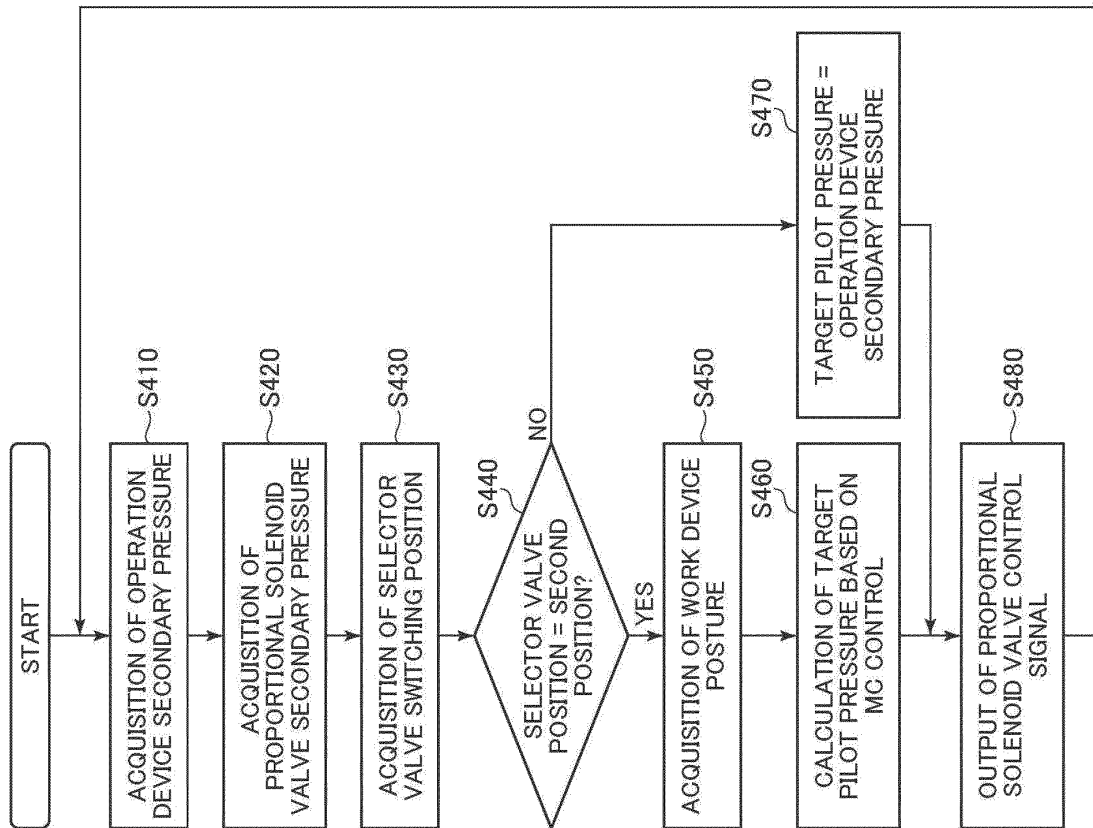 START
S410
ACQUISITION OF OPERATION
DEVICE SECONDARY PRESSURE
S420
ACQUISITION OF
PROPORTIONAL SOLENOID
VALVE SECONDARY PRESSURE
S430
ACQUISITION OF SELECTOR
VALVE SWITCHING POSITION
S440
SELECTOR VALVE
POSITION = SECOND
POSITION?
NO
YES
S450
ACQUISITION OF WORK DEVICE
POSTURE
S460
CALCULATION OF TARGET
PILOT PRESSURE BASED ON
MC CONTROL
S470
TARGET PILOT PRESSURE =
OPERATION DEVICE
SECONDARY PRESSURE
S480
OUTPUT OF PROPORTIONAL
SOLENOID VALVE CONTROL
SIGNAL